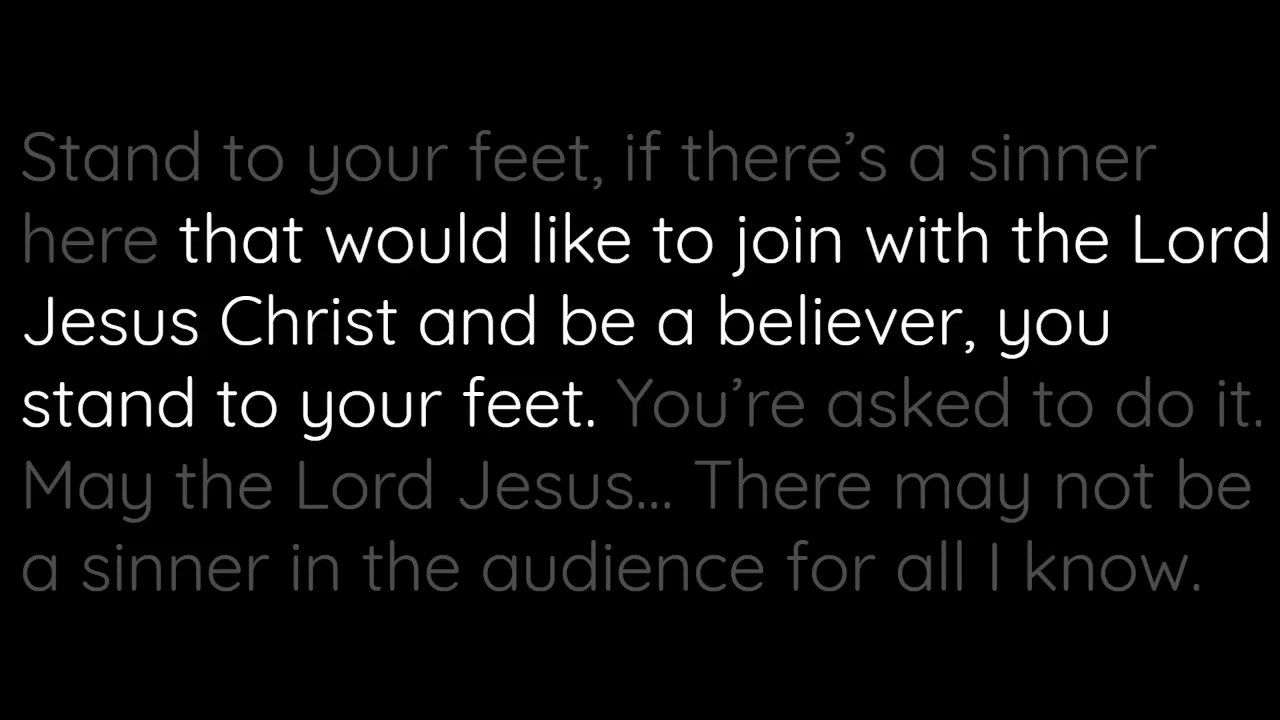 Stand to your feet, if there’s a sinner
here that would like to join with the Lord
Jesus Christ and be a believer, you
stand to your feet. You’re asked to do it.
May the Lord Jesus... There may not be
a sinner in the audience for all I know.